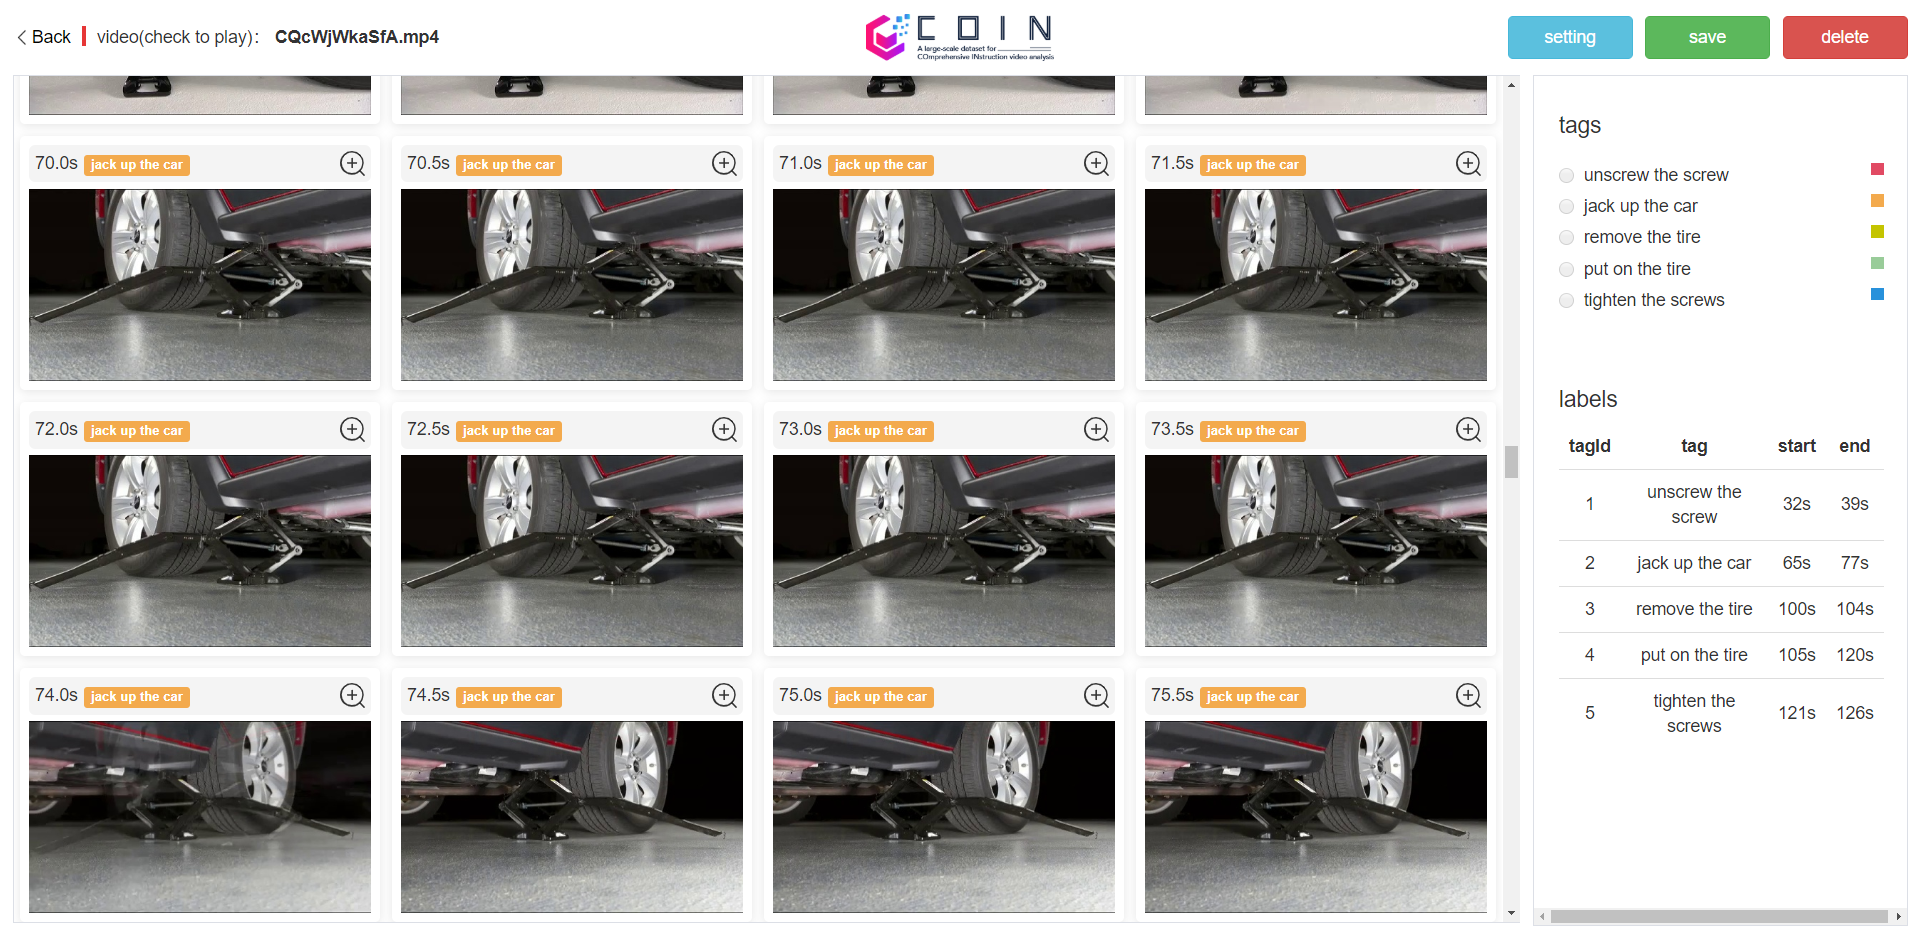 Back video(check to play): CQcWjWkaSfA.mp4
COIN
A large-scale dataset for
COmprehensive INstruction video analysis
setting save delete
70.0s jack up the car 70.5s jack up the car 71.0s jack up the car 71.5s jack up the car
72.0s jack up the car 72.5s jack up the car 73.0s jack up the car 73.5s jack up the car
74.0s jack up the car 74.5s jack up the car 75.0s jack up the car 75.5s jack up the car
tags
unscrew the screw
jack up the car
remove the tire
put on the tire
tighten the screws
labels
tagId tag start end
1 unscrew the screw 32s 39s
2 jack up the car 65s 77s
3 remove the tire 100s 104s
4 put on the tire 105s 120s
5 tighten the screws 121s 126s